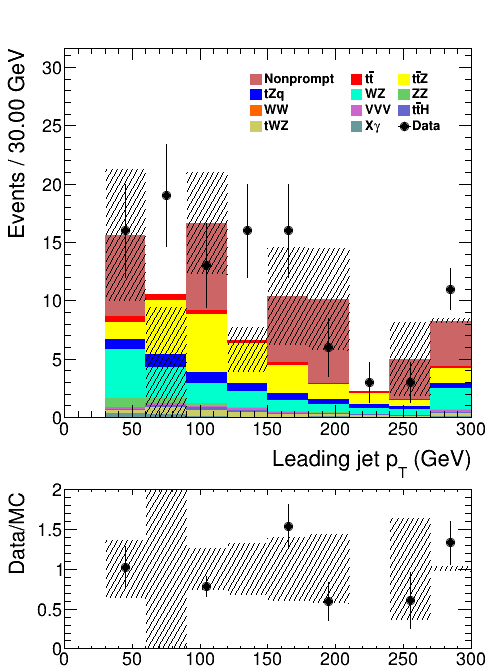 Events / 30.00 GeV
30
25
20
15
10
5
0
Nonprompt tt̄ tt̄Z
tZq WZ ZZ
WW VVV tt̄H
tWZ Xγ Data
0 50 100 150 200 250 300
Leading jet p_T (GeV)
Data/MC
2
1.5
1
0.5
0
0 50 100 150 200 250 300